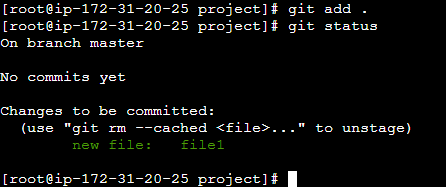 [root@ip-172-31-20-25 project]# git add .
[root@ip-172-31-20-25 project]# git status
On branch master
No commits yet
Changes to be committed:
  (use "git rm --cached <file>..." to unstage)
        new file:   file1
[root@ip-172-31-20-25 project]#